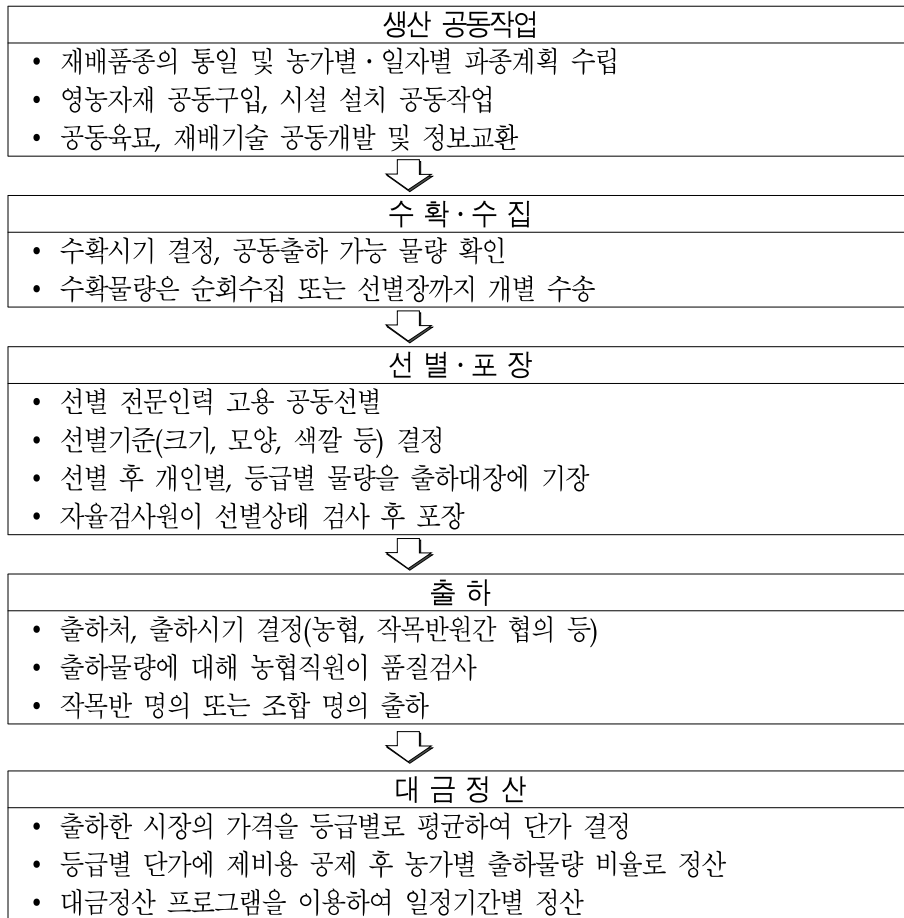 생산 공동작업
• 재배품종의 통일 및 농가별·일자별 파종계획 수립
• 영농자재 공동구입, 시설 설치 공동작업
• 공동육묘, 재배기술 공동개발 및 정보교환
수 확·수 집
• 수확시기 결정, 공동출하 가능 물량 확인
• 수확물량은 순회수집 또는 선별장까지 개별 수송
선 별·포 장
• 선별 전문인력 고용 공동선별
• 선별기준(크기, 모양, 색깔 등) 결정
• 선별 후 개인별, 등급별 물량을 출하대장에 기장
• 자율검사원이 선별상태 검사 후 포장
출 하
• 출하처, 출하시기 결정(농협, 작목반원간 협의 등)
• 출하물량에 대해 농협직원이 품질검사
• 작목반 명의 또는 조합 명의 출하
대 금 정 산
• 출하한 시장의 가격을 등급별로 평균하여 단가 결정
• 등급별 단가에 제비용 공제 후 농가별 출하물량 비율로 정산
• 대금정산 프로그램을 이용하여 일정기간별 정산